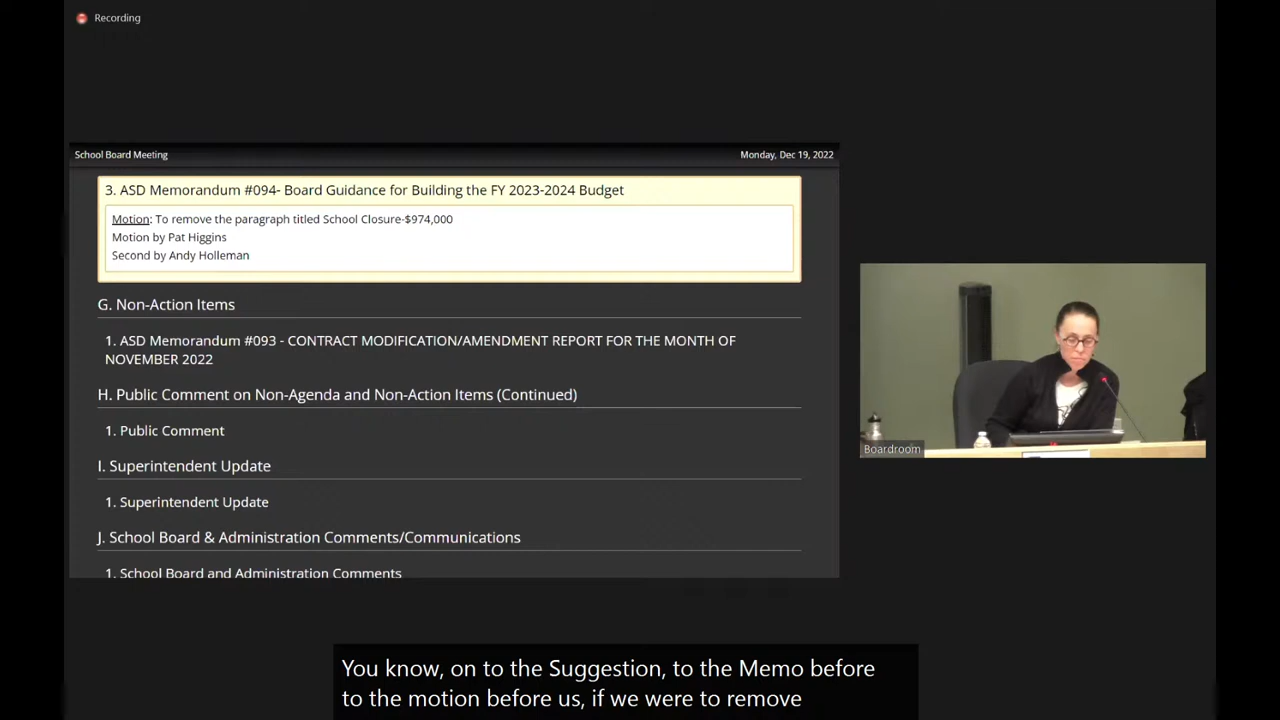 Recording
School Board Meeting
Monday, Dec 19, 2022
3. ASD Memorandum #094- Board Guidance for Building the FY 2023-2024 Budget
Motion: To remove the paragraph titled School Closure-$974,000
Motion by Pat Higgins
Second by Andy Holleman
G. Non-Action Items
1. ASD Memorandum #093 - CONTRACT MODIFICATION/AMENDMENT REPORT FOR THE MONTH OF
NOVEMBER 2022
H. Public Comment on Non-Agenda and Non-Action Items (Continued)
1. Public Comment
I. Superintendent Update
1. Superintendent Update
J. School Board & Administration Comments/Communications
1. School Board and Administration Comments
Boardroom
You know, on to the Suggestion, to the Memo before
to the motion before us, if we were to remove